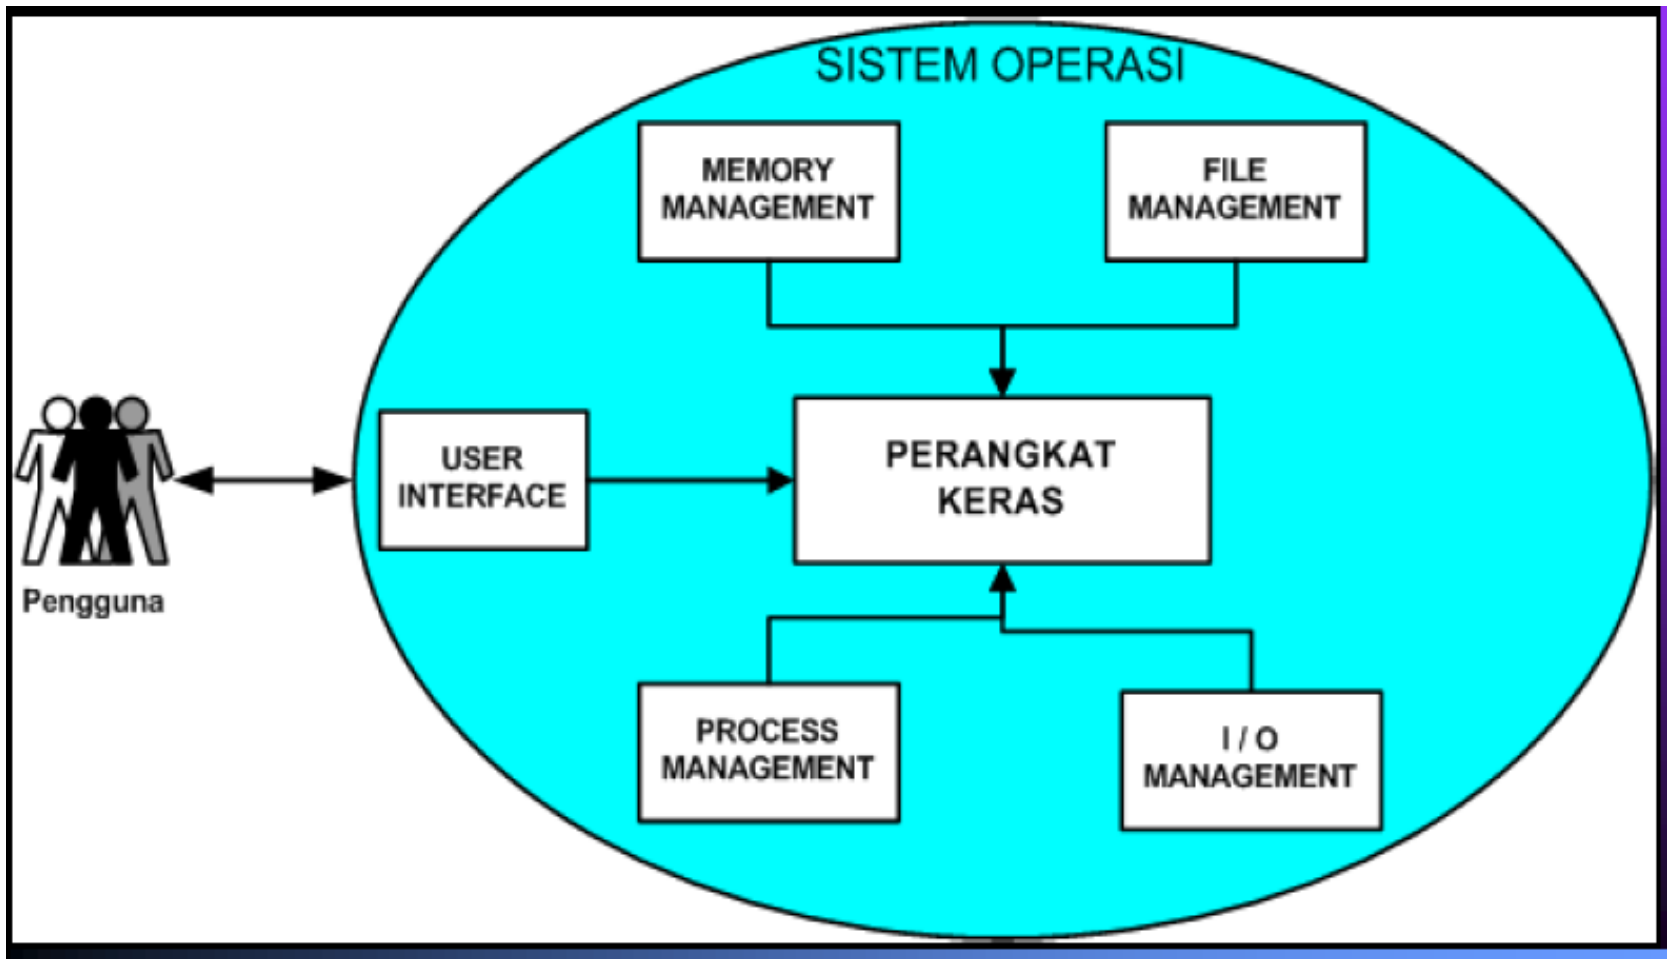 SISTEM OPERASI
MEMORY
MANAGEMENT
FILE
MANAGEMENT
USER
INTERFACE
PERANGKAT
KERAS
Pengguna
PROCESS
MANAGEMENT
I / O
MANAGEMENT